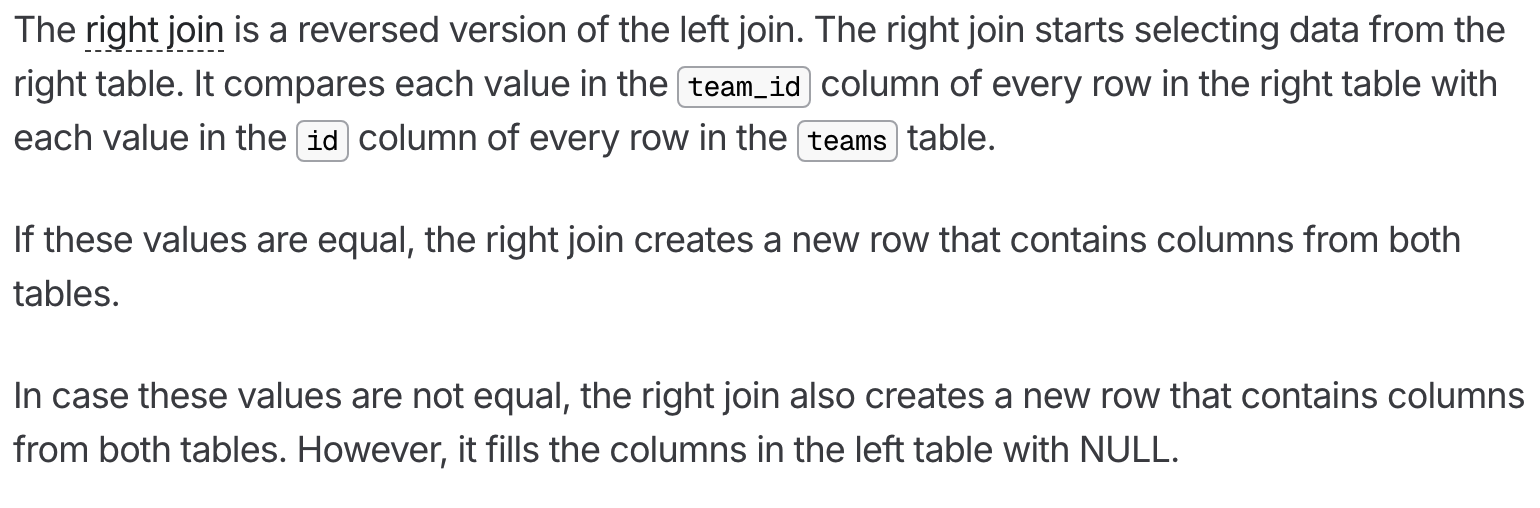 The right join is a reversed version of the left join. The right join starts selecting data from the
right table. It compares each value in the team_id column of every row in the right table with
each value in the id column of every row in the teams table.
If these values are equal, the right join creates a new row that contains columns from both
tables.
In case these values are not equal, the right join also creates a new row that contains columns
from both tables. However, it fills the columns in the left table with NULL.